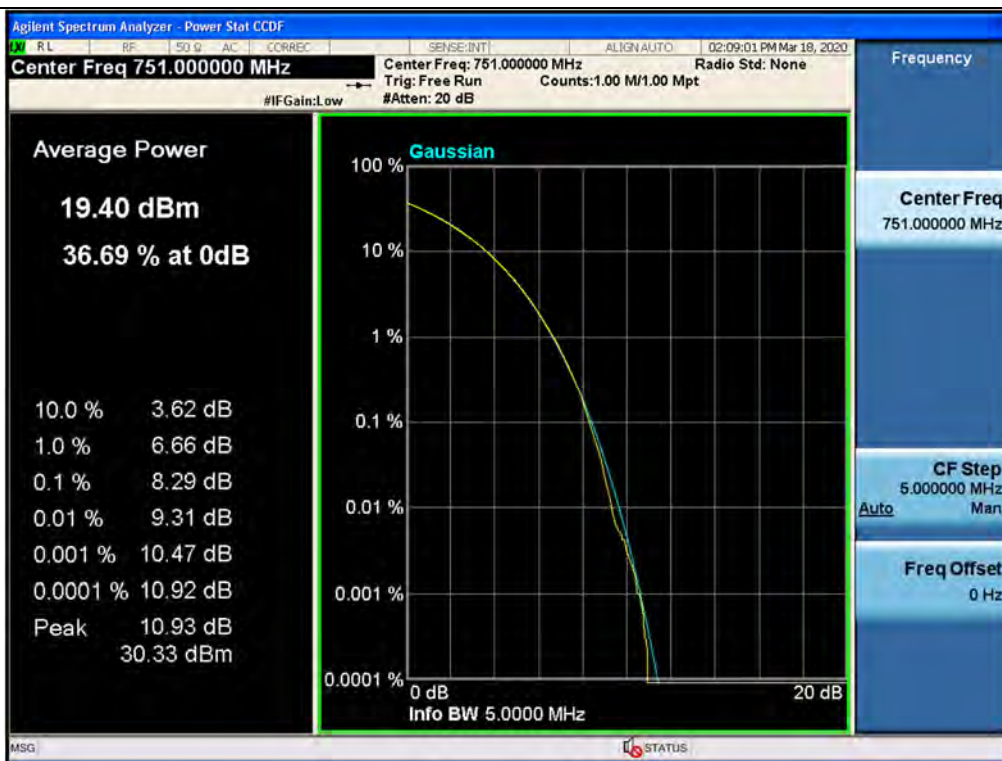 Agilent Spectrum Analyzer - Power Stat CCDF
LXI RL RF 50 Ω AC CORREC SENSE:INT ALIGNAUTO 02:09:01 PM Mar 18, 2020
Center Freq 751.000000 MHz
Center Freq: 751.000000 MHz Radio Std: None
Trig: Free Run Counts:1.00 M/1.00 Mpt
#IFGain:Low #Atten: 20 dB
Average Power
19.40 dBm
36.69 % at 0dB
10.0 % 3.62 dB
1.0 % 6.66 dB
0.1 % 8.29 dB
0.01 % 9.31 dB
0.001 % 10.47 dB
0.0001 % 10.92 dB
Peak 10.93 dB
30.33 dBm
Gaussian
100 %
10 %
1 %
0.1 %
0.01 %
0.001 %
0.0001 %
0 dB 20 dB
Info BW 5.0000 MHz
Frequency
Center Freq
751.000000 MHz
CF Step
5.000000 MHz
Auto Man
Freq Offset
0 Hz
MSG STATUS